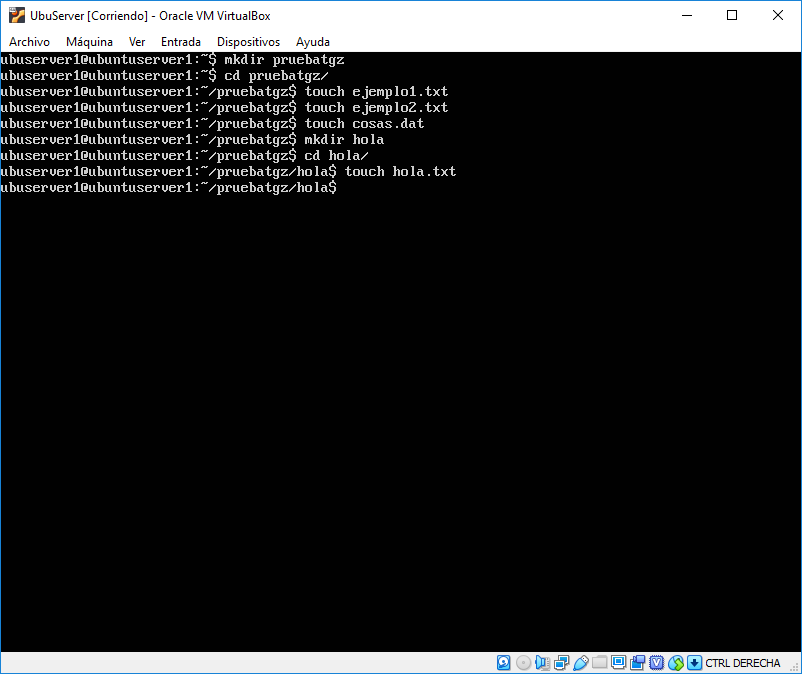 UbuServer [Corriendo] - Oracle VM VirtualBox
Archivo Máquina Ver Entrada Dispositivos Ayuda
ubuserver1@ubuntuserver1:~$ mkdir pruebatgz
ubuserver1@ubuntuserver1:~$ cd pruebatgz/
ubuserver1@ubuntuserver1:~/pruebatgz$ touch ejemplo1.txt
ubuserver1@ubuntuserver1:~/pruebatgz$ touch ejemplo2.txt
ubuserver1@ubuntuserver1:~/pruebatgz$ touch cosas.dat
ubuserver1@ubuntuserver1:~/pruebatgz$ mkdir hola
ubuserver1@ubuntuserver1:~/pruebatgz$ cd hola/
ubuserver1@ubuntuserver1:~/pruebatgz/hola$ touch hola.txt
ubuserver1@ubuntuserver1:~/pruebatgz/hola$
CTRL DERECHA